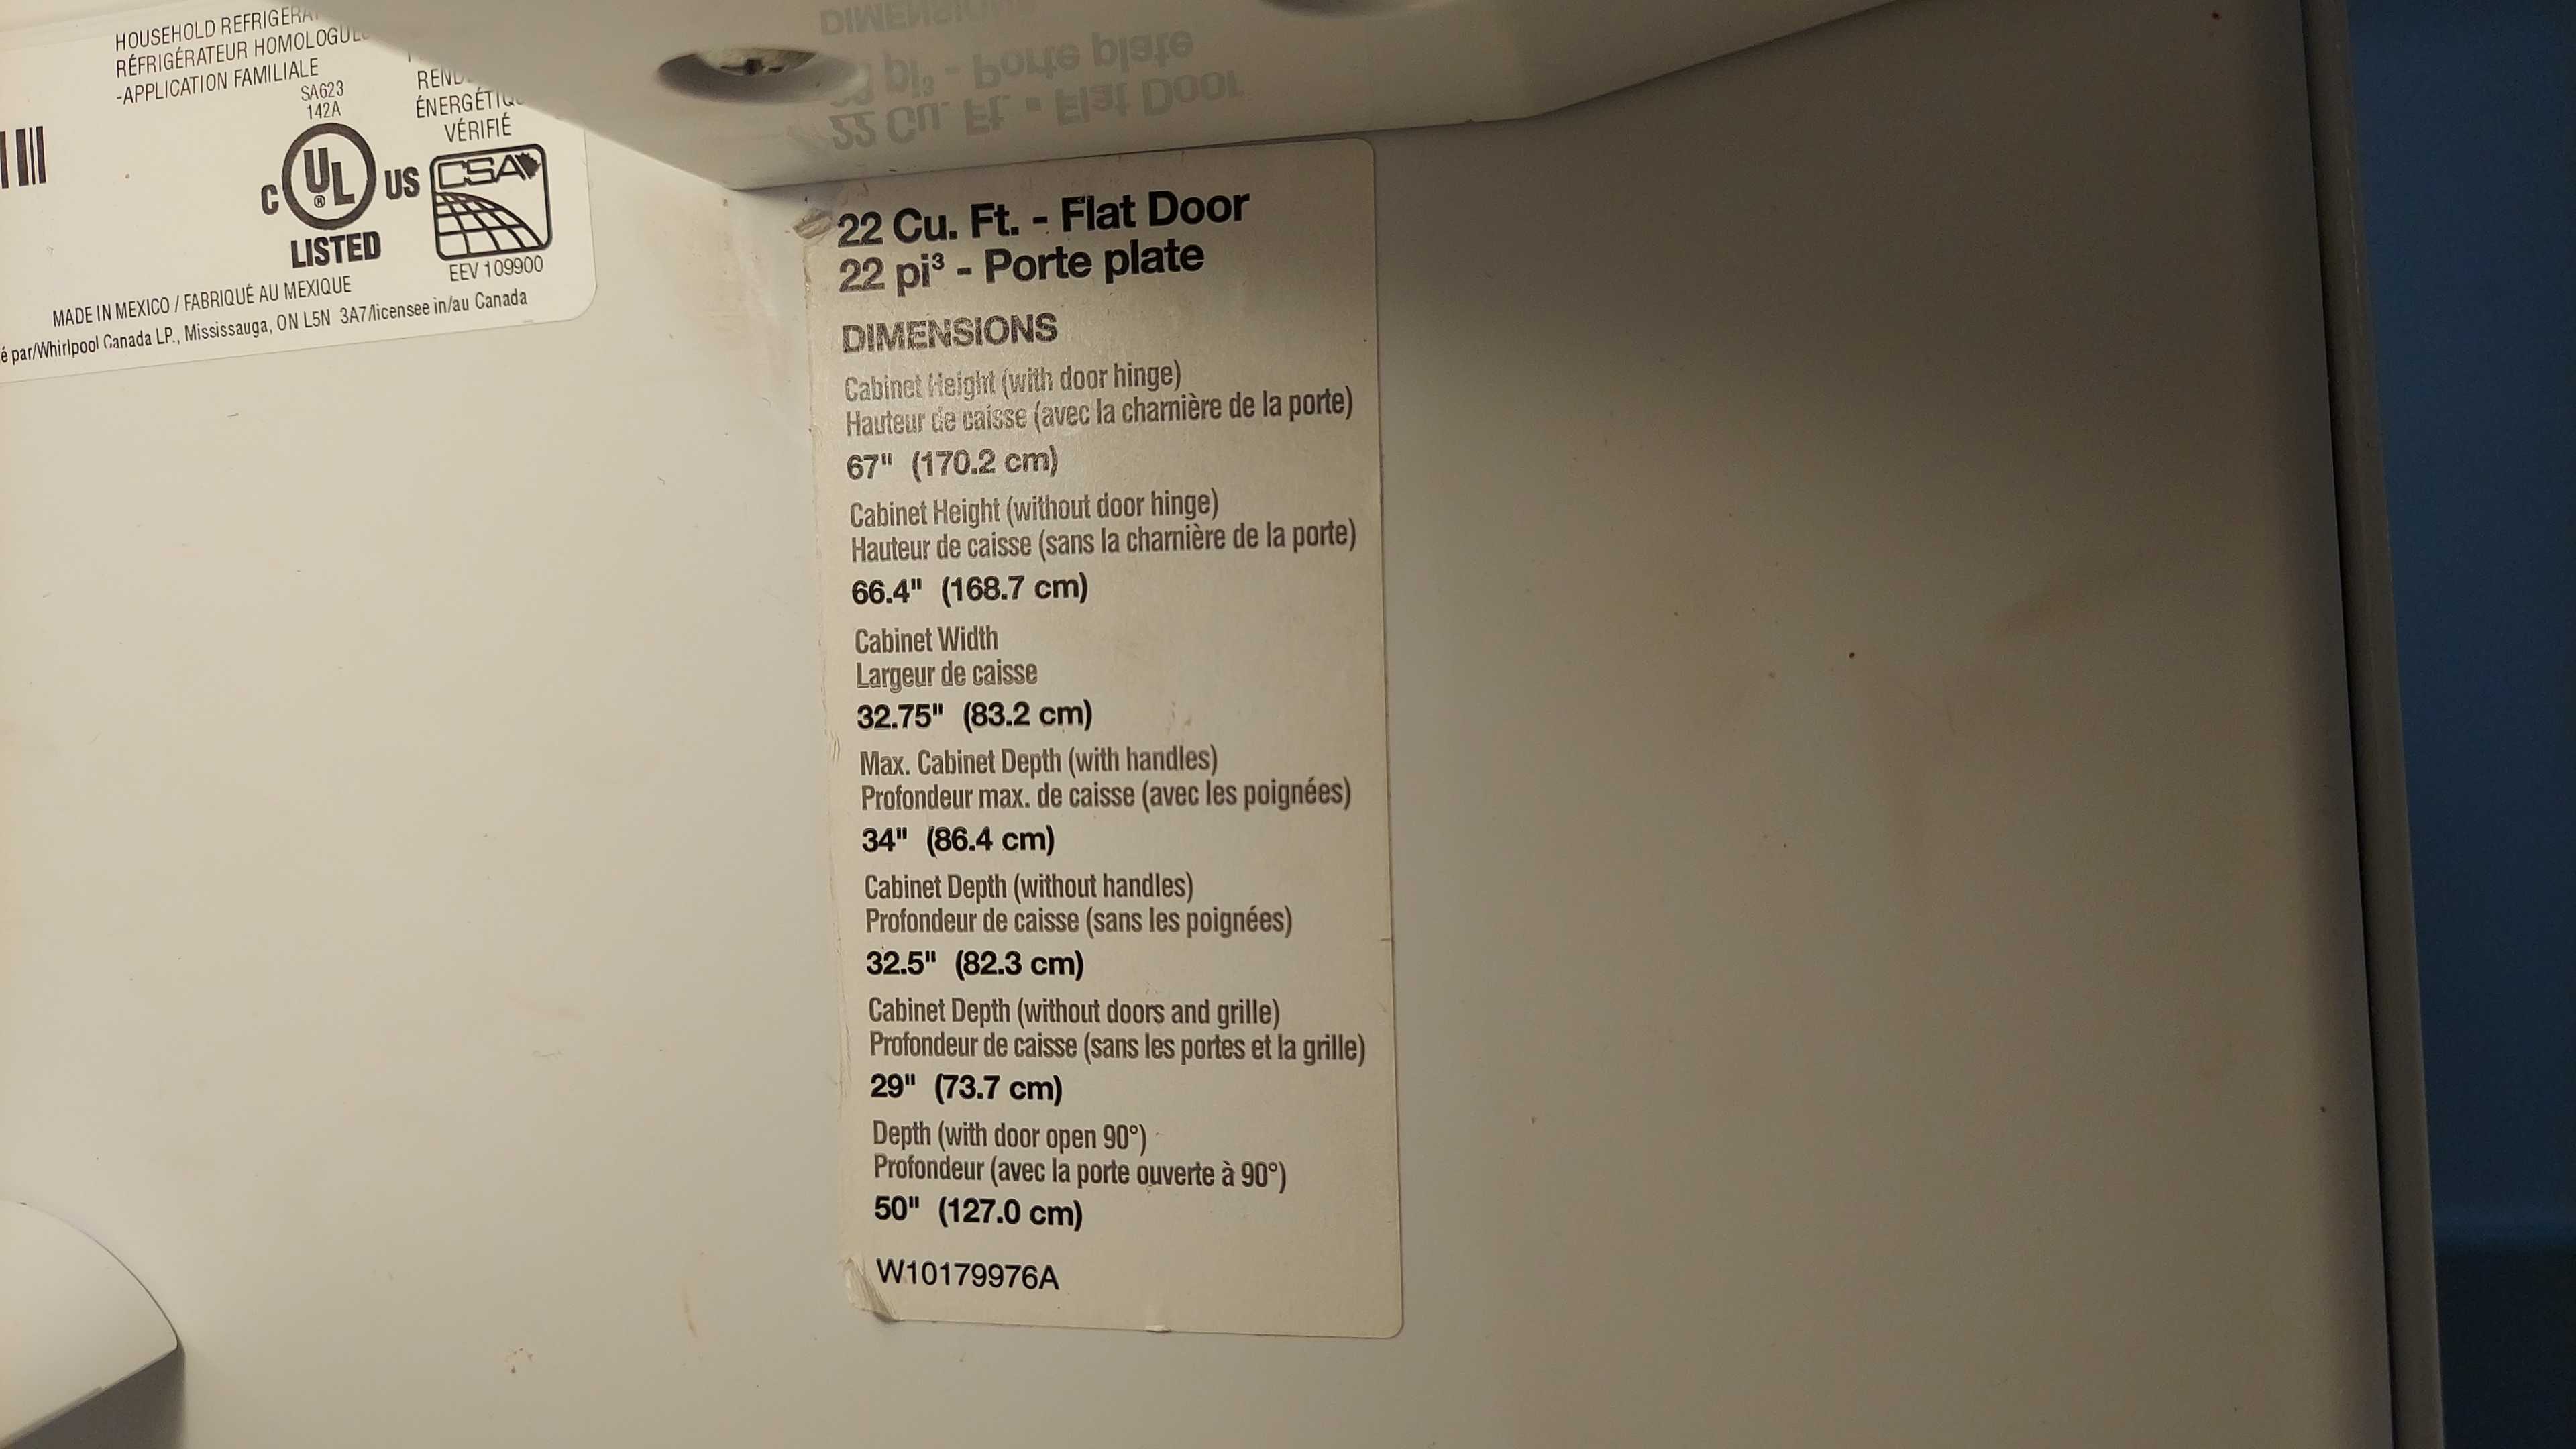 HOUSEHOLD
RÉFRIGÉRATEUR
-APPLICATION FAMILIALE
SA623
142A
C UL ® US
LISTED
VÉRIFIÉ
CSA
EEV 109900
MADE IN MEXICO / FABRIQUÉ AU MEXIQUE
par/Whirlpool Canada LP., Mississauga, ON L5N 3A7/licensee in/au Canada
22 Cu. Ft. - Flat Door
22 pi³ - Porte plate
DIMENSIONS
Cabinet Height (with door hinge)
Hauteur de caisse (avec la charnière de la porte)
67" (170.2 cm)
Cabinet Height (without door hinge)
Hauteur de caisse (sans la charnière de la porte)
66.4" (168.7 cm)
Cabinet Width
Largeur de caisse
32.75" (83.2 cm)
Max. Cabinet Depth (with handles)
Profondeur max. de caisse (avec les poignées)
34" (86.4 cm)
Cabinet Depth (without handles)
Profondeur de caisse (sans les poignées)
32.5" (82.3 cm)
Cabinet Depth (without doors and grille)
Profondeur de caisse (sans les portes et la grille)
29" (73.7 cm)
Depth (with door open 90°)
Profondeur (avec la porte ouverte à 90°)
50" (127.0 cm)
W10179976A